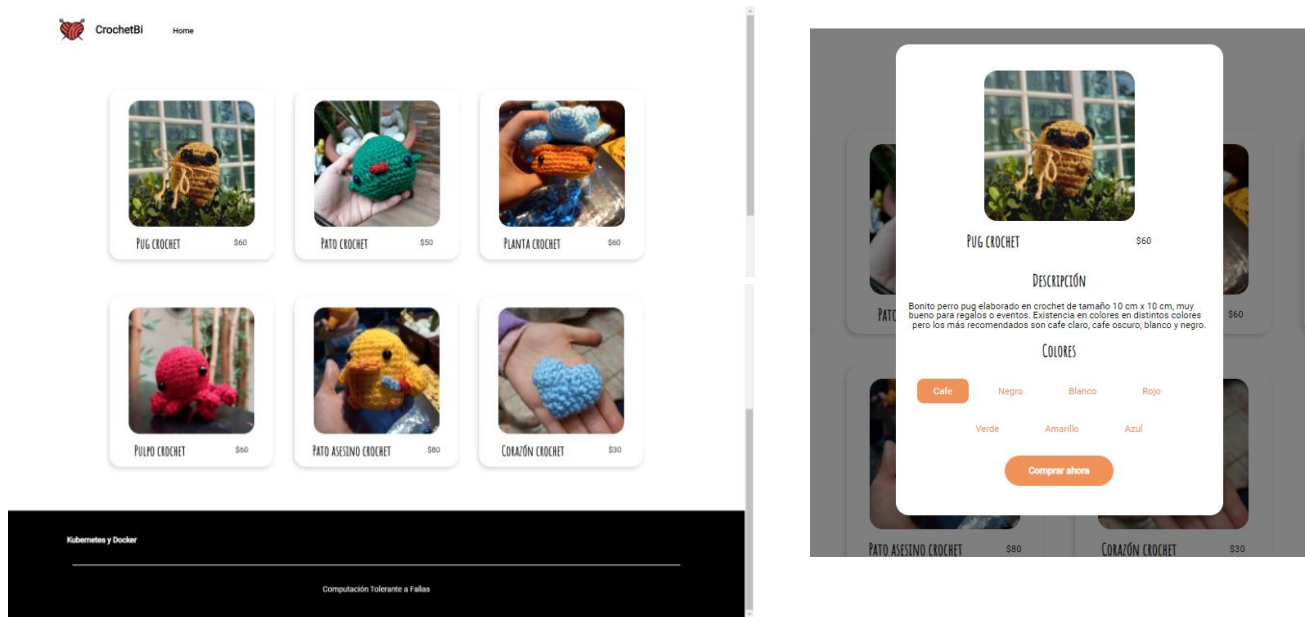 CrochetBi
Home
Pug crochet
$60
Pato crochet
$50
Planta crochet
$60
Pulpo crochet
$60
Pato asesino crochet
$80
Corazón crochet
$30
Kubernetes y Docker
Computación Tolerante a Fallas
Pug crochet
$60
Descripción
Bonito perro pug elaborado en crochet de tamaño 10 cm x 10 cm, muy
bueno para regalos o eventos. Existencia en colores en distintos colores
pero los más recomendados son cafe claro, cafe oscuro, blanco y negro.
Colores
Cafe
Negro
Blanco
Rojo
Verde
Amarillo
Azul
Comprar ahora
Pato
$60
Pato asesino crochet
$80
Corazón crochet
$30